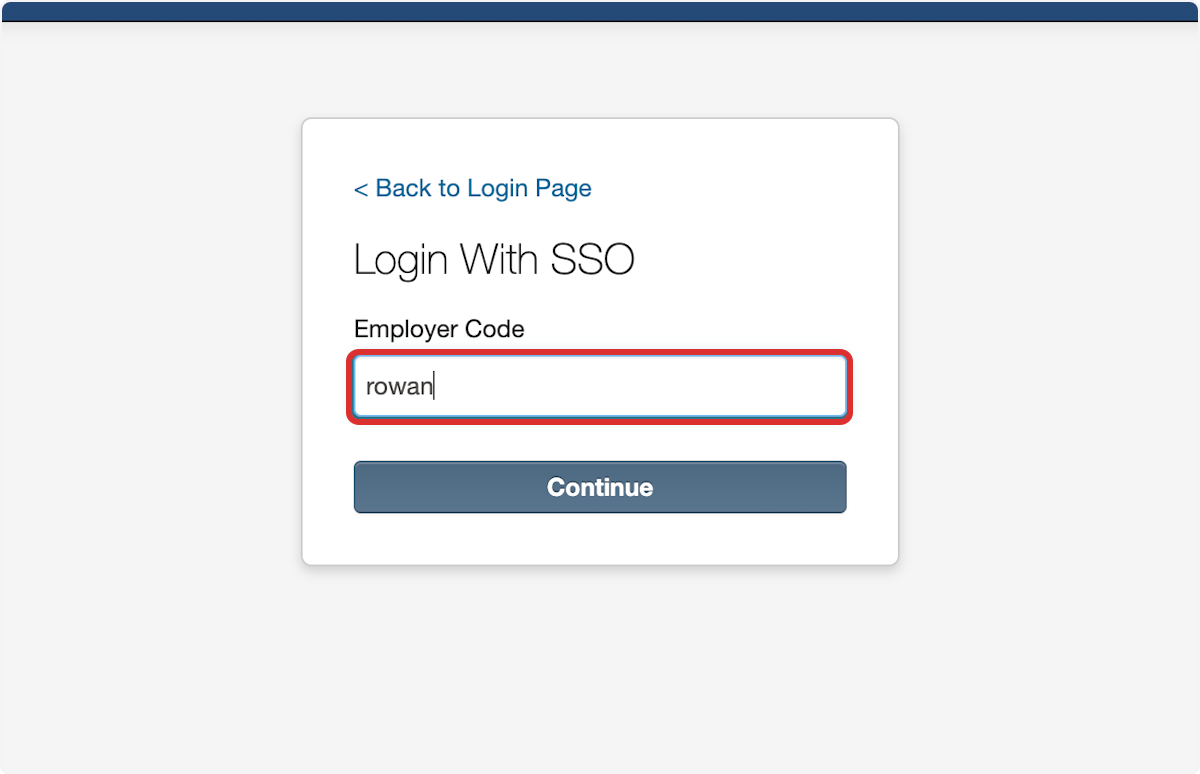 < Back to Login Page
Login With SSO
Employer Code
rowan
Continue